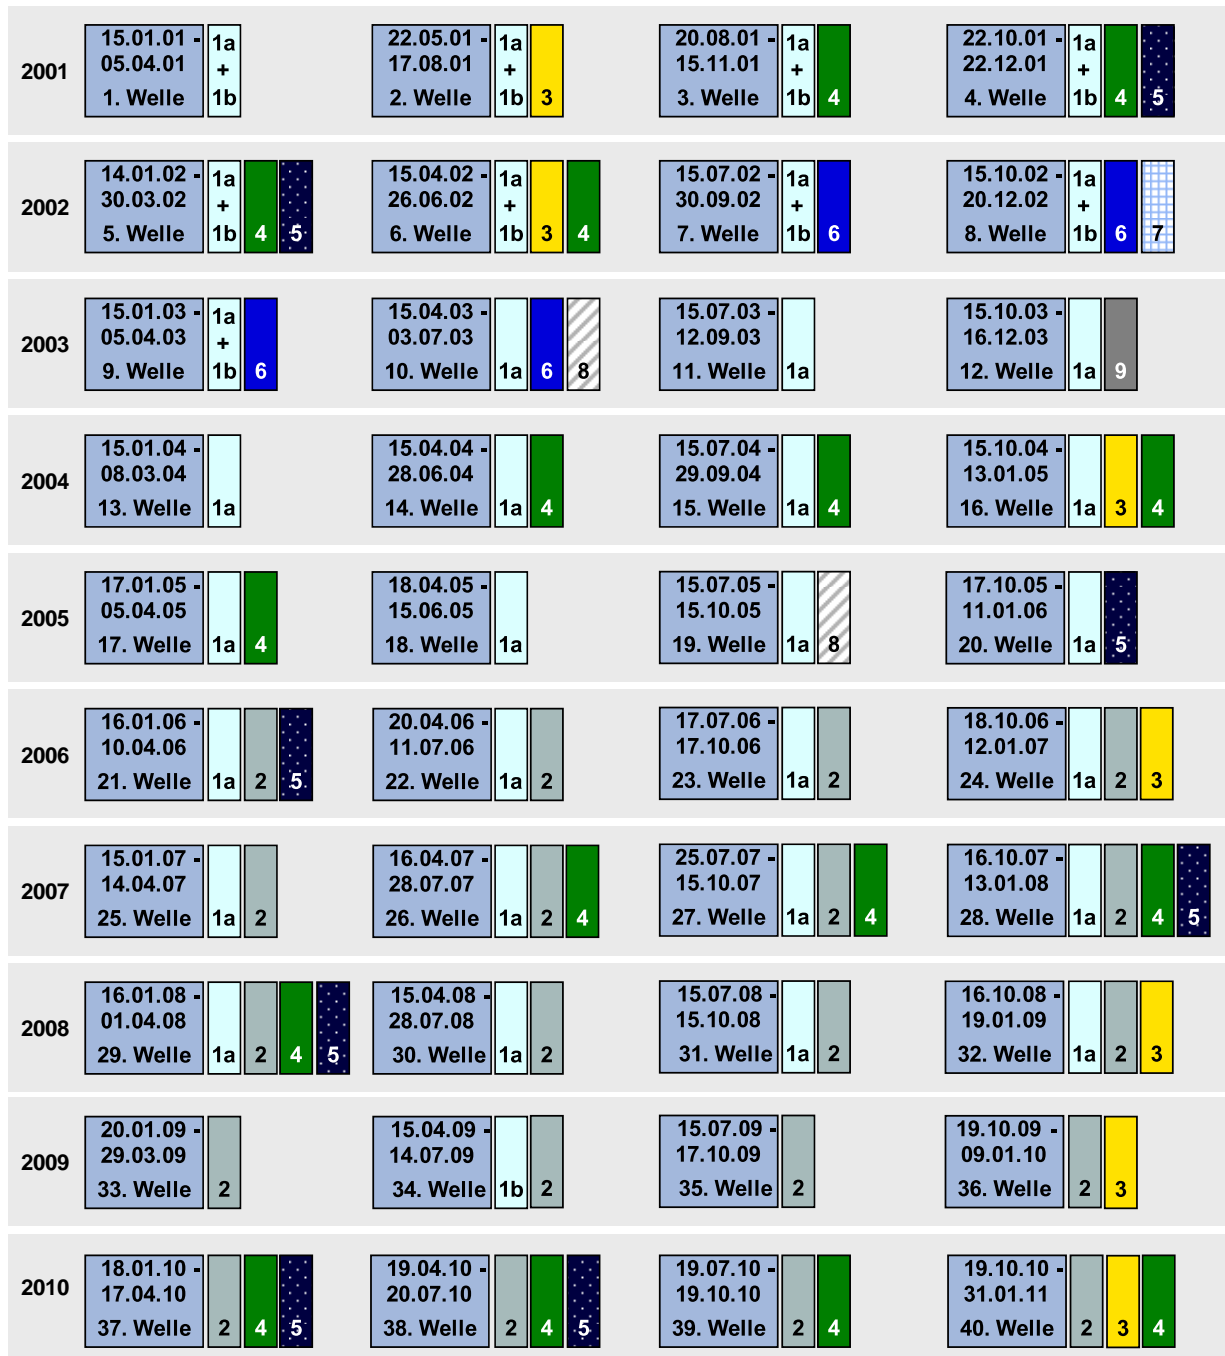 2001
15.01.01 -
05.04.01
1. Welle
1a
+
1b
22.05.01 -
17.08.01
2. Welle
1a
+
1b
3
20.08.01 -
15.11.01
3. Welle
1a
+
1b
4
22.10.01 -
22.12.01
4. Welle
1a
+
1b
4
5
2002
14.01.02 -
30.03.02
5. Welle
1a
+
1b
4
5
15.04.02 -
26.06.02
6. Welle
1a
+
1b
3
4
15.07.02 -
30.09.02
7. Welle
1a
+
1b
6
15.10.02 -
20.12.02
8. Welle
1a
+
1b
6
7
2003
15.01.03 -
05.04.03
9. Welle
1a
+
1b
6
15.04.03 -
03.07.03
10. Welle
1a
6
8
15.07.03 -
12.09.03
11. Welle
1a
15.10.03 -
16.12.03
12. Welle
1a
9
2004
15.01.04 -
08.03.04
13. Welle
1a
15.04.04 -
28.06.04
14. Welle
1a
4
15.07.04 -
29.09.04
15. Welle
1a
4
15.10.04 -
13.01.05
16. Welle
1a
3
4
2005
17.01.05 -
05.04.05
17. Welle
1a
4
18.04.05 -
15.06.05
18. Welle
1a
15.07.05 -
15.10.05
19. Welle
1a
8
17.10.05 -
11.01.06
20. Welle
1a
5
2006
16.01.06 -
10.04.06
21. Welle
1a
2
5
20.04.06 -
11.07.06
22. Welle
1a
2
17.07.06 -
17.10.06
23. Welle
1a
2
18.10.06 -
12.01.07
24. Welle
1a
2
3
2007
15.01.07 -
14.04.07
25. Welle
1a
2
16.04.07 -
28.07.07
26. Welle
1a
2
4
25.07.07 -
15.10.07
27. Welle
1a
2
4
16.10.07 -
13.01.08
28. Welle
1a
2
4
5
2008
16.01.08 -
01.04.08
29. Welle
1a
2
4
5
15.04.08 -
28.07.08
30. Welle
1a
2
15.07.08 -
15.10.08
31. Welle
1a
2
16.10.08 -
19.01.09
32. Welle
1a
2
3
2009
20.01.09 -
29.03.09
33. Welle
2
15.04.09 -
14.07.09
34. Welle
1b
2
15.07.09 -
17.10.09
35. Welle
2
19.10.09 -
09.01.10
36. Welle
2
3
2010
18.01.10 -
17.04.10
37. Welle
2
4
5
19.04.10 -
20.07.10
38. Welle
2
4
5
19.07.10 -
19.10.10
39. Welle
2
4
19.10.10 -
31.01.11
40. Welle
2
3
4